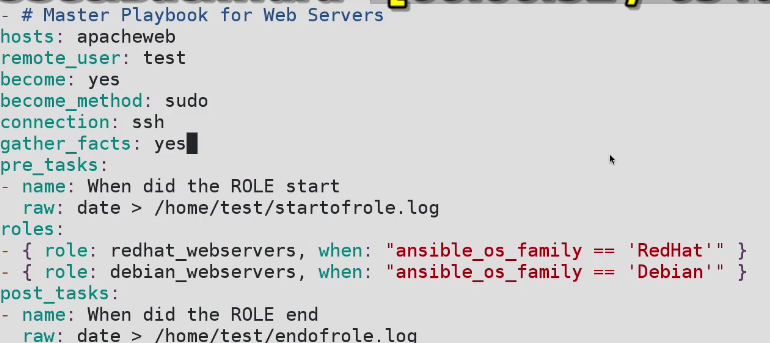 - # Master Playbook for Web Servers
hosts: apacheweb
remote_user: test
become: yes
become_method: sudo
connection: ssh
gather_facts: yes
pre_tasks:
- name: When did the ROLE start
  raw: date > /home/test/startofrole.log
roles:
- { role: redhat_webservers, when: "ansible_os_family == 'RedHat'" }
- { role: debian_webservers, when: "ansible_os_family == 'Debian'" }
post_tasks:
- name: When did the ROLE end
  raw: date > /home/test/endofrole.log